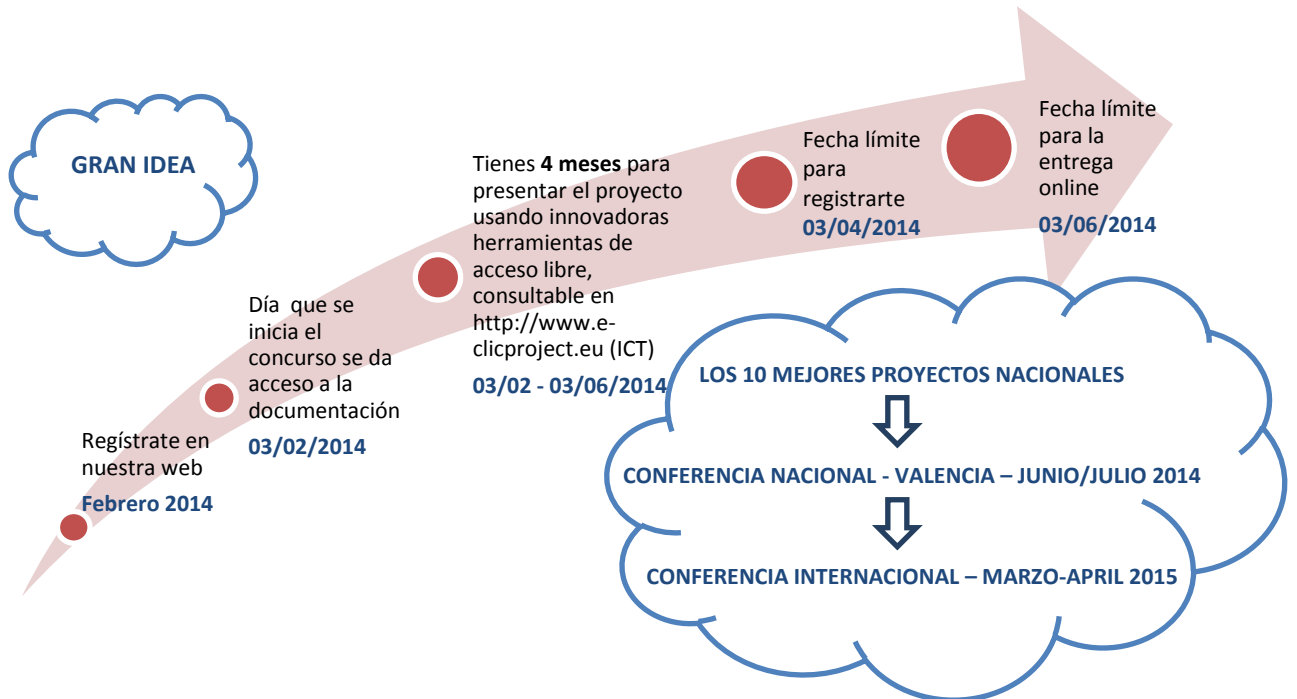 GRAN IDEA
Regístrate en
nuestra web
Febrero 2014
Día que se
inicia el
concurso se da
acceso a la
documentación
03/02/2014
Tienes 4 meses para
presentar el proyecto
usando innovadoras
herramientas de
acceso libre,
consultable en
http://www.e-
clicproject.eu (ICT)
03/02 - 03/06/2014
Fecha límite
para
registrarte
03/04/2014
Fecha límite
para la
entrega
online
03/06/2014
LOS 10 MEJORES PROYECTOS NACIONALES
CONFERENCIA NACIONAL - VALENCIA – JUNIO/JULIO 2014
CONFERENCIA INTERNACIONAL – MARZO-APRIL 2015